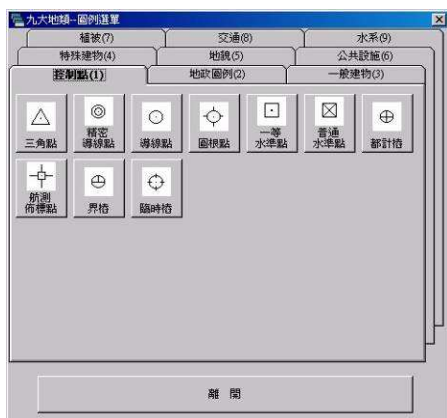 九大地類--圖例選單
植被(7) 交通(8) 水系(9)
特殊建物(4) 地貌(5) 公共設施(6)
控制點(1) 地政圖例(2) 一般建物(3)
三角點
精密
導線點
導線點
圖根點
一等
水準點
普通
水準點
都計樁
航測
佈標點
界樁
臨時樁
離 開